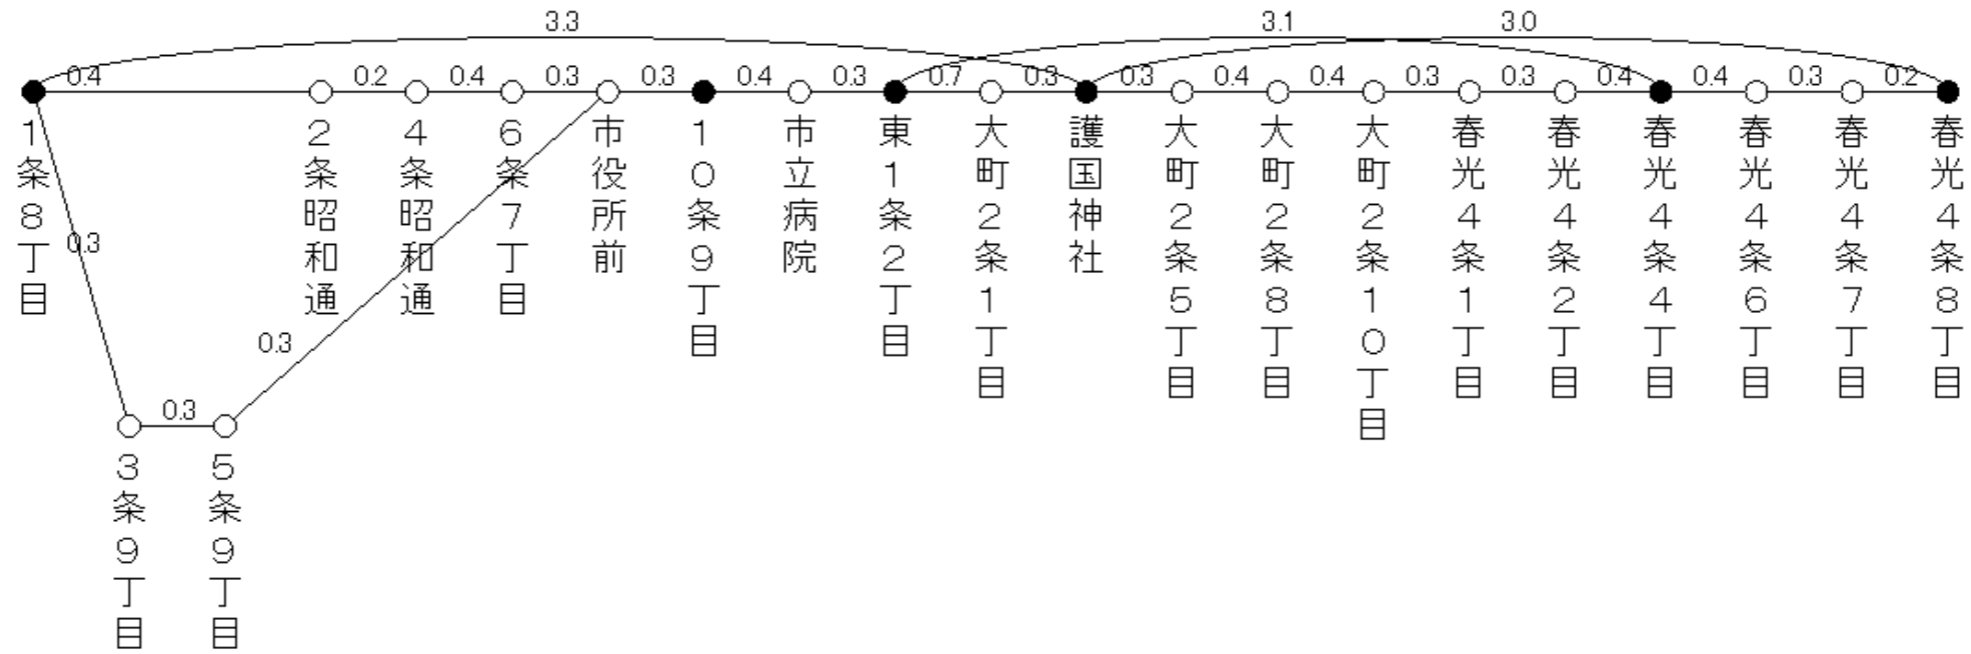 3.3
3.1
3.0
0.4
0.2
0.4
0.3
0.3
0.4
0.3
0.7
0.3
0.3
0.4
0.4
0.3
0.3
0.4
0.4
0.3
0.2
1条8丁目
2条昭和通
4条昭和通
6条7丁目
市役所前
10条9丁目
市立病院
東1条2丁目
大町2条1丁目
護国神社
大町2条5丁目
大町2条8丁目
大町2条10丁目
春光4条1丁目
春光4条2丁目
春光4条4丁目
春光4条6丁目
春光4条7丁目
春光4条8丁目
0.3
0.3
0.3
3条9丁目
5条9丁目